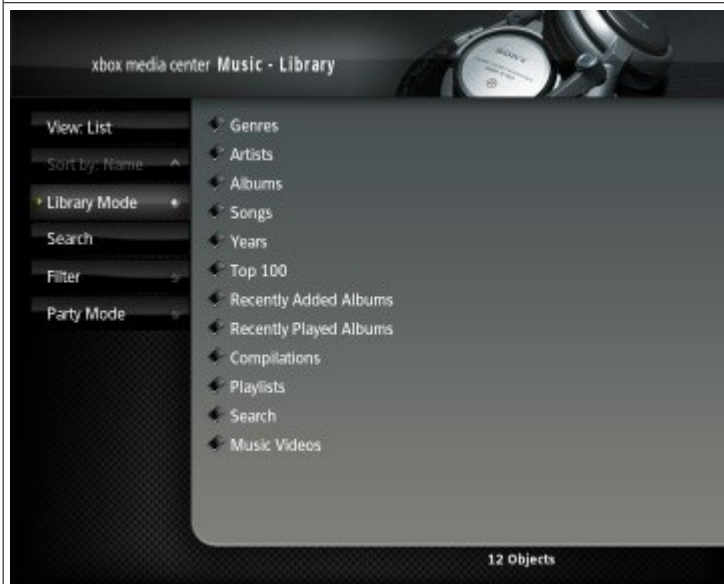 xbox media center Music - Library
SONY
View: List
Sort by: Name
Library Mode
Search
Filter
Party Mode
Genres
Artists
Albums
Songs
Years
Top 100
Recently Added Albums
Recently Played Albums
Compilations
Playlists
Search
Music Videos
12 Objects